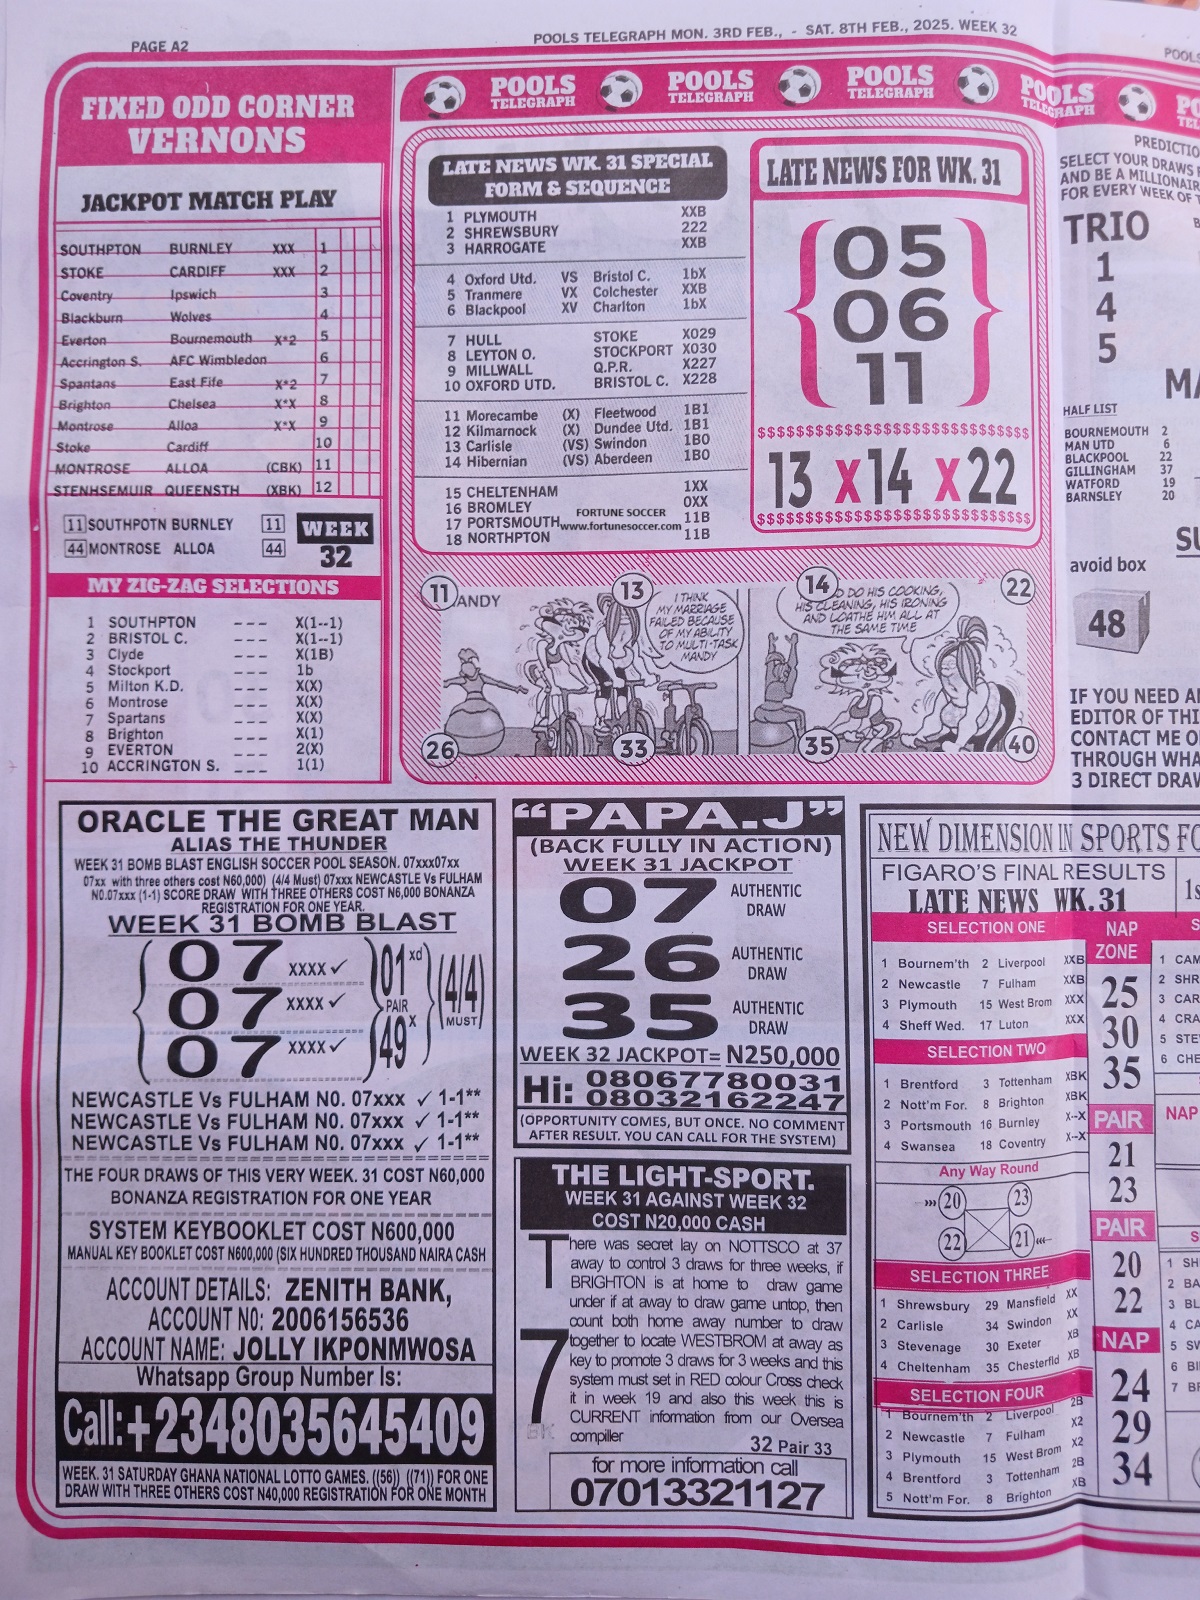 PAGE A2
POOLS TELEGRAPH MON. 3RD FEB., - SAT. 8TH FEB., 2025. WEEK 32
FIXED ODD CORNER
VERNONS
JACKPOT MATCH PLAY
SOUTHPTON BURNLEY XXX 1
STOKE CARDIFF XXX 2
Coventry Ipswich 3
Blackburn Wolves 4
Everton Bournemouth X*2 5
Accrington S. AFC Wimbledon 6
Spantans East Fife X*2 7
Brighton Chelsea X*X 8
Montrose Alloa X*X 9
Stoke Cardiff 10
MONTROSE ALLOA (CBK) 11
STENHSEMUIR QUEENSTH (XBK) 12
11 SOUTHPOTN BURNLEY 11
44 MONTROSE ALLOA 44
WEEK
32
MY ZIG-ZAG SELECTIONS
1 SOUTHPTON --- X(1--1)
2 BRISTOL C. --- X(1--1)
3 Clyde --- X(1B)
4 Stockport --- 1b
5 Milton K.D. --- X(X)
6 Montrose --- X(X)
7 Spartans --- X(X)
8 Brighton --- X(1)
9 EVERTON --- 2(X)
10 ACCRINGTON S. --- 1(1)
POOLS TELEGRAPH
POOLS TELEGRAPH
POOLS TELEGRAPH
POOLS TELEGRAPH
LATE NEWS WK. 31 SPECIAL
FORM & SEQUENCE
1 PLYMOUTH XXB
2 SHREWSBURY 222
3 HARROGATE XXB
4 Oxford Utd. VS Bristol C. 1bX
5 Tranmere VX Colchester XXB
6 Blackpool XV Charlton 1bX
7 HULL STOKE X029
8 LEYTON O. STOCKPORT X030
9 MILLWALL Q.P.R. X227
10 OXFORD UTD. BRISTOL C. X228
11 Morecambe (X) Fleetwood 1B1
12 Kilmarnock (X) Dundee Utd. 1B1
13 Carlisle (VS) Swindon 1B0
14 Hibernian (VS) Aberdeen 1B0
15 CHELTENHAM 1XX
16 BROMLEY 0XX
17 PORTSMOUTH 11B
18 NORTHPTON 11B
FORTUNE SOCCER
www.fortunesoccer.com
LATE NEWS FOR WK. 31
05
06
11
$$$$$$$$$$$$$$$$$$$$$$$$$$$$$
13 X 14 X 22
$$$$$$$$$$$$$$$$$$$$$$$$$$$$$
11 13 14 22
ANDY
I THINK
MY MARRIAGE
FAILED BECAUSE
OF MY ABILITY
TO MULTI-TASK
MANDY
DO HIS COOKING,
HIS CLEANING, HIS IRONING
AND LOATHE HIM ALL AT
THE SAME TIME
26 33 35 40
PREDICTIO
SELECT YOUR DRAWS
AND BE A MILLIONAI
FOR EVERY WEEK OF
TRIO
1
4
5
HALF LIST
BOURNEMOUTH 2
MAN UTD 6
BLACKPOOL 22
GILLINGHAM 37
WATFORD 19
BARNSLEY 20
avoid box
48
IF YOU NEED A
EDITOR OF THI
CONTACT ME O
THROUGH WHA
3 DIRECT DRAW
ORACLE THE GREAT MAN
ALIAS THE THUNDER
WEEK 31 BOMB BLAST ENGLISH SOCCER POOL SEASON. 07xxx07xx
07xx with three others cost N60,000) (4/4 Must) 07xxx NEWCASTLE Vs FULHAM
N0.07xxx (1-1) SCORE DRAW WITH THREE OTHERS COST N6,000 BONANZA
REGISTRATION FOR ONE YEAR.
WEEK 31 BOMB BLAST
07 XXXX ✓
07 XXXX ✓
07 XXXX ✓
01 xd
PAIR
49 X
(4/4)
MUST
NEWCASTLE Vs FULHAM N0. 07xxx ✓ 1-1**
NEWCASTLE Vs FULHAM N0. 07xxx ✓ 1-1**
NEWCASTLE Vs FULHAM N0. 07xxx ✓ 1-1**
THE FOUR DRAWS OF THIS VERY WEEK. 31 COST N60,000
BONANZA REGISTRATION FOR ONE YEAR
SYSTEM KEYBOOKLET COST N600,000
MANUAL KEY BOOKLET COST N600,000 (SIX HUNDRED THOUSAND NAIRA CASH
ACCOUNT DETAILS: ZENITH BANK,
ACCOUNT NO: 2006156536
ACCOUNT NAME: JOLLY IKPONMWOSA
Whatsapp Group Number Is:
Call:+2348035645409
WEEK. 31 SATURDAY GHANA NATIONAL LOTTO GAMES. ((56)) ((71)) FOR ONE
DRAW WITH THREE OTHERS COST N40,000 REGISTRATION FOR ONE MONTH
"PAPA.J"
(BACK FULLY IN ACTION)
WEEK 31 JACKPOT
07 AUTHENTIC DRAW
26 AUTHENTIC DRAW
35 AUTHENTIC DRAW
WEEK 32 JACKPOT= N250,000
Hi: 08067780031
08032162247
(OPPORTUNITY COMES, BUT ONCE. NO COMMENT
AFTER RESULT. YOU CAN CALL FOR THE SYSTEM)
THE LIGHT-SPORT.
WEEK 31 AGAINST WEEK 32
COST N20,000 CASH
There was secret lay on NOTTSCO at 37
away to control 3 draws for three weeks, if
BRIGHTON is at home to draw game
under if at away to draw game untop, then
count both home away number to draw
7 together to locate WESTBROM at away as
key to promote 3 draws for 3 weeks and this
system must set in RED colour Cross check
it in week 19 and also this week this is
CURRENT information from our Oversea
compiller
32 Pair 33
for more information call
07013321127
NEW DIMENSION IN SPORTS FO
FIGARO'S FINAL RESULTS
LATE NEWS WK. 31
SELECTION ONE
1 Bournem'th 2 Liverpool XXB
2 Newcastle 7 Fulham XXB
3 Plymouth 15 West Brom XXX
4 Sheff Wed. 17 Luton XXX
SELECTION TWO
1 Brentford 3 Tottenham XBK
2 Nott'm For. 8 Brighton XBK
3 Portsmouth 16 Burnley X--X
4 Swansea 18 Coventry X--X
Any Way Round
20 23
22 21
SELECTION THREE
1 Shrewsbury 29 Mansfield XX
2 Carlisle 34 Swindon XX
3 Stevenage 30 Exeter XB
4 Cheltenham 35 Chesterfld XB
SELECTION FOUR
1 Bournem'th 2 Liverpool 2B
2 Newcastle 7 Fulham X2
3 Plymouth 15 West Brom X2
4 Brentford 3 Tottenham 2B
5 Nott'm For. 8 Brighton XB
NAP
ZONE
25
30
35
PAIR
21
23
PAIR
20
22
NAP
24
29
34
1 CAM
2 SHR
3 CAR
4 CRA
5 STE
6 CHE
NAP
1 SH
2 BA
3 BL
4 CA
5 SW
6 BI
7 BR